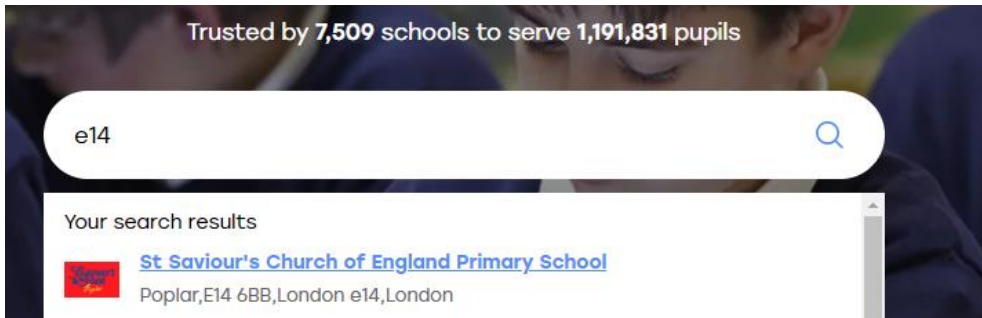 Trusted by 7,509 schools to serve 1,191,831 pupils
e14
Your search results
St Saviour's Church of England Primary School
Poplar,E14 6BB,London e14,London